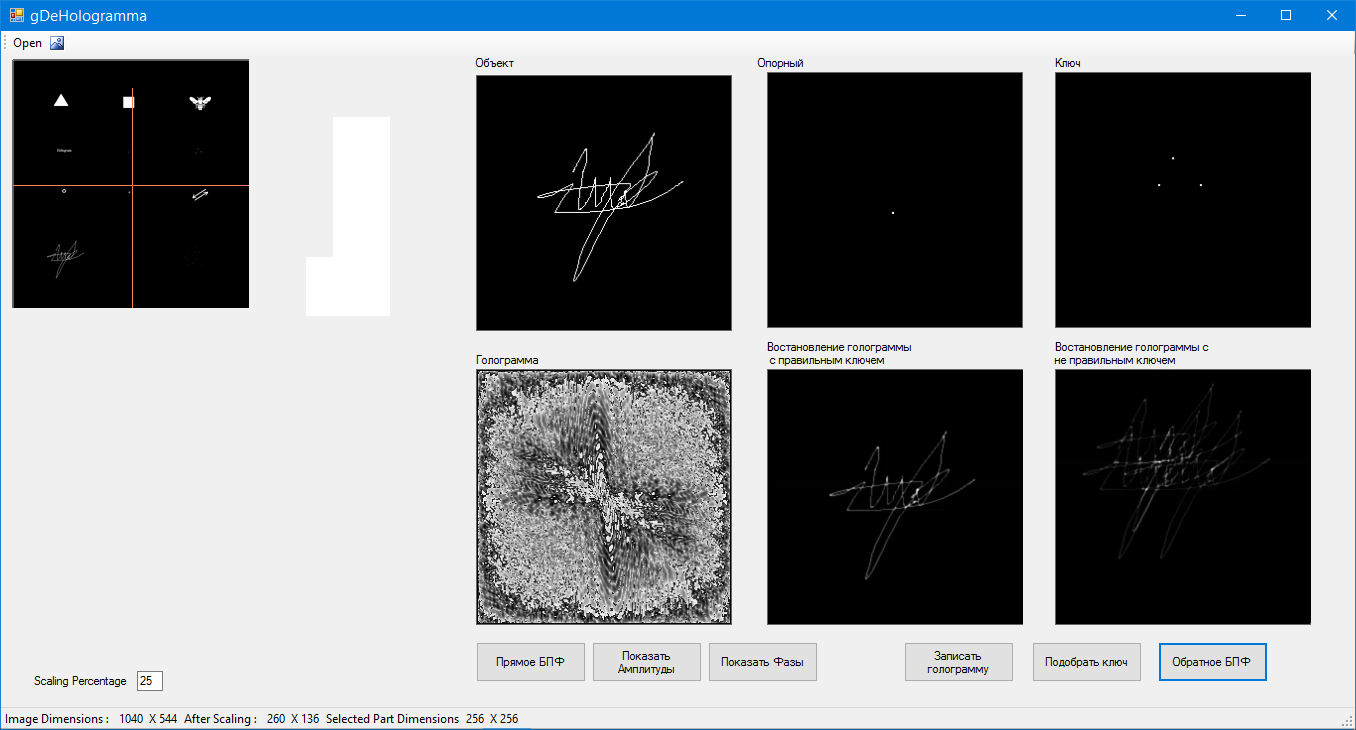 gDeHologramma
Open
Объект
Опорный
Ключ
Hologram
Голограмма
Востановление голограммы
с правильным ключем
Востановление голограммы с
не правильным ключем
Прямое БПФ
Показать
Амплитуды
Показать Фазы
Записать
голограмму
Подобрать ключ
Обратное БПФ
Scaling Percentage 25
Image Dimensions : 1040 X 544 After Scaling : 260 X 136 Selected Part Dimensions 256 X 256